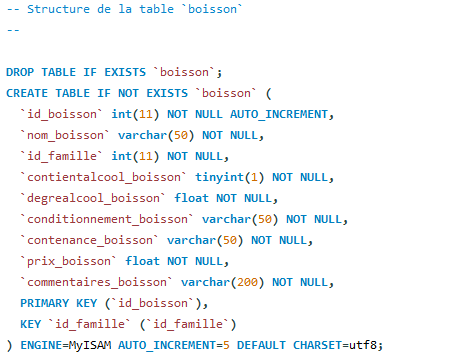 -- Structure de la table `boisson`
--
DROP TABLE IF EXISTS `boisson`;
CREATE TABLE IF NOT EXISTS `boisson` (
  `id_boisson` int(11) NOT NULL AUTO_INCREMENT,
  `nom_boisson` varchar(50) NOT NULL,
  `id_famille` int(11) NOT NULL,
  `contientalcool_boisson` tinyint(1) NOT NULL,
  `degrealcool_boisson` float NOT NULL,
  `conditionnement_boisson` varchar(50) NOT NULL,
  `contenance_boisson` varchar(50) NOT NULL,
  `prix_boisson` float NOT NULL,
  `commentaires_boisson` varchar(200) NOT NULL,
  PRIMARY KEY (`id_boisson`),
  KEY `id_famille` (`id_famille`)
) ENGINE=MyISAM AUTO_INCREMENT=5 DEFAULT CHARSET=utf8;